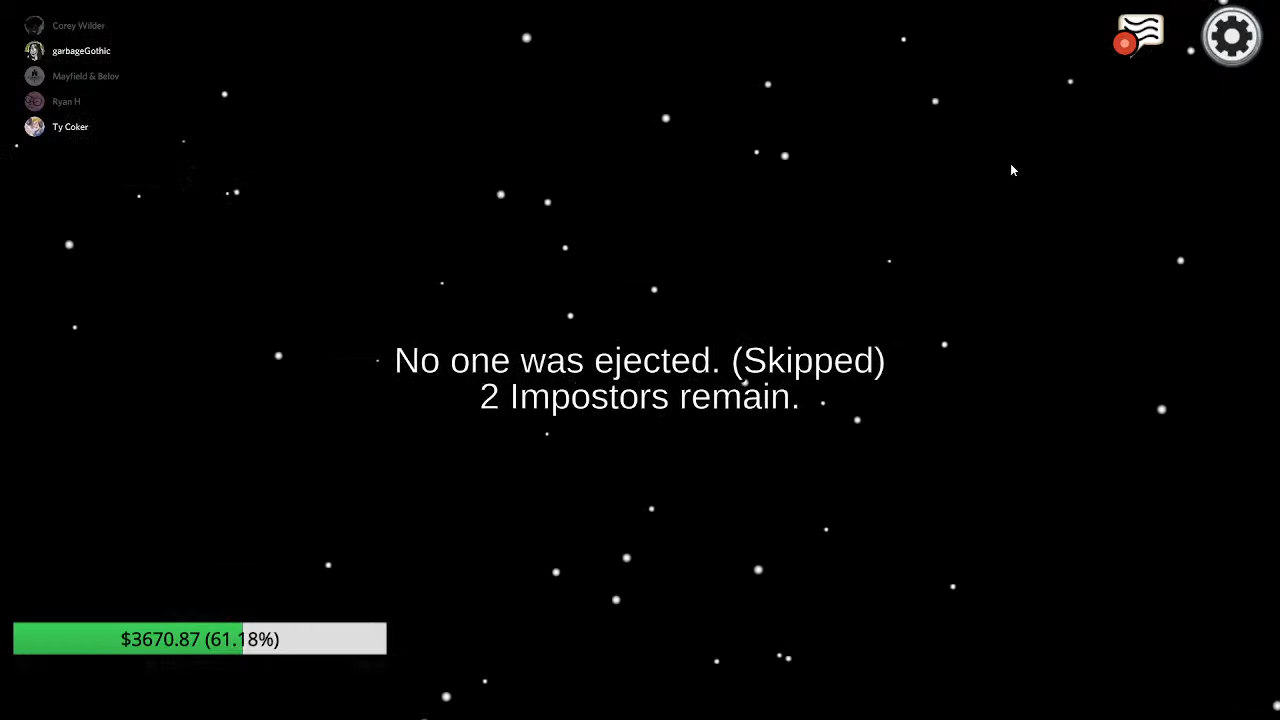 Corey Wilder
garbageGothic
Mayfield & Belov
Ryan H
Ty Coker
No one was ejected. (Skipped)
2 Impostors remain.
$3670.87 (61.18%)